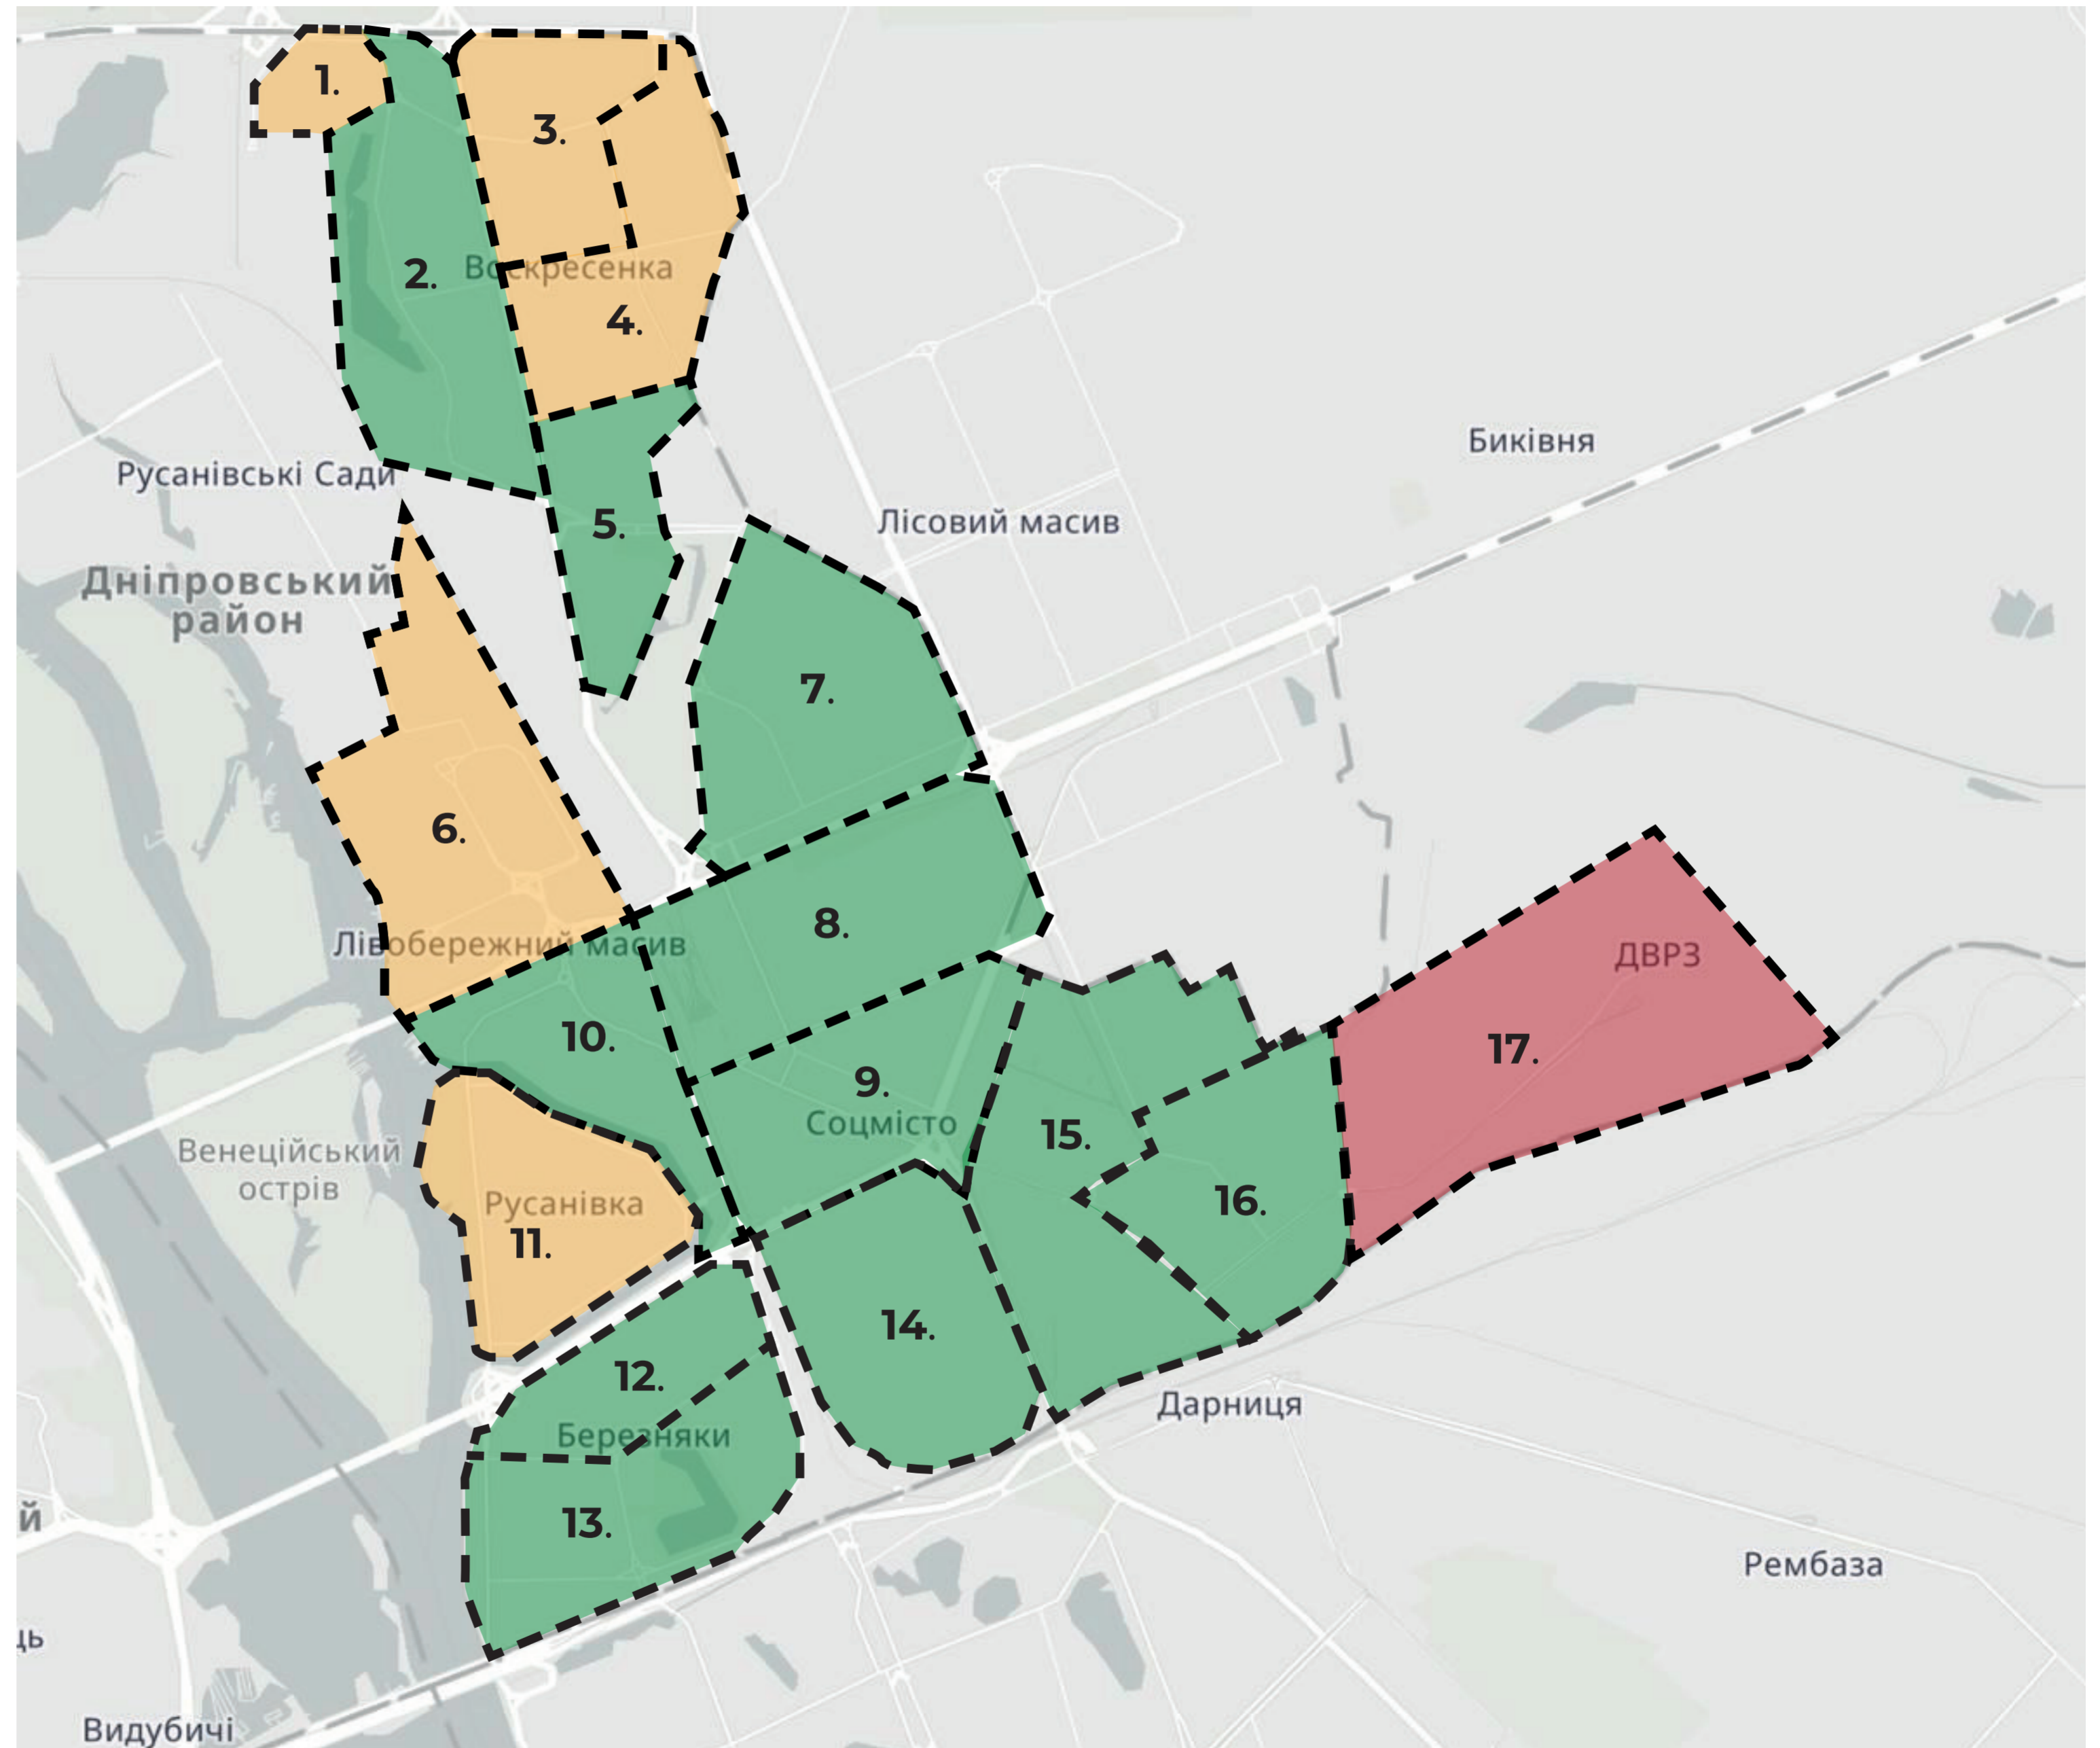 1.
3.
2.
Воскресенка
4.
Биківня
Русанівські Сади
5.
Лісовий масив
Дніпровський
район
7.
6.
8.
Лівобережний масив
ДВРЗ
10.
17.
9.
Соцмісто
15.
Венеційський
острів
Русанівка
16.
11.
14.
12.
Дарниця
Березняки
й
13.
Рембаза
ць
Видубичі